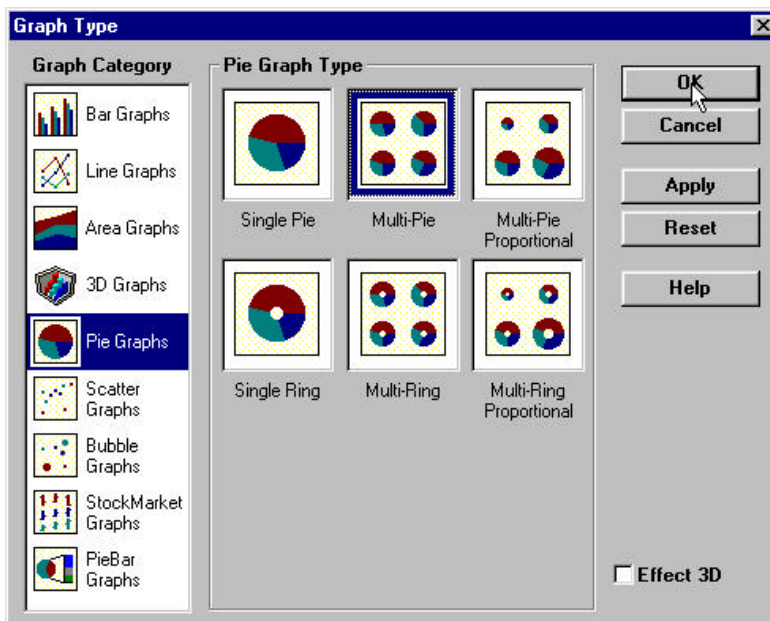 Graph Type
Graph Category
Bar Graphs
Line Graphs
Area Graphs
3D Graphs
Pie Graphs
Scatter
Graphs
Bubble
Graphs
StockMarket
Graphs
PieBar
Graphs
Pie Graph Type
Single Pie
Multi-Pie
Multi-Pie
Proportional
Single Ring
Multi-Ring
Multi-Ring
Proportional
OK
Cancel
Apply
Reset
Help
Effect 3D